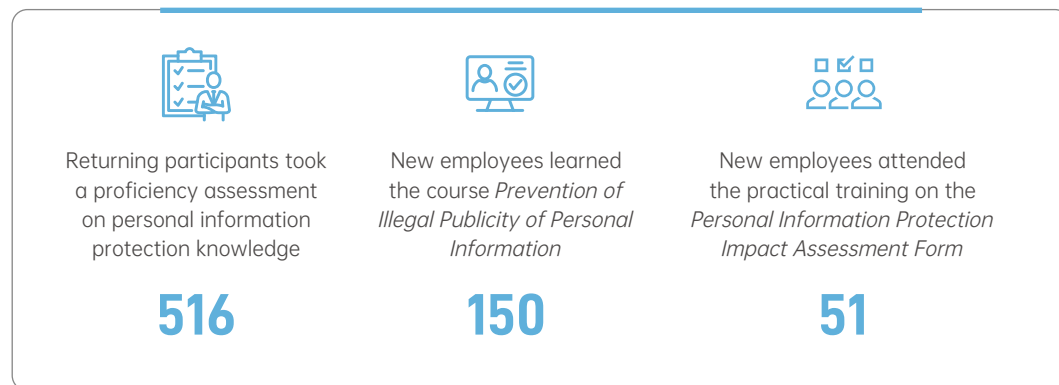 Returning participants took
a proficiency assessment
on personal information
protection knowledge
516
New employees learned
the course Prevention of
Illegal Publicity of Personal
Information
150
New employees attended
the practical training on the
Personal Information Protection
Impact Assessment Form
51